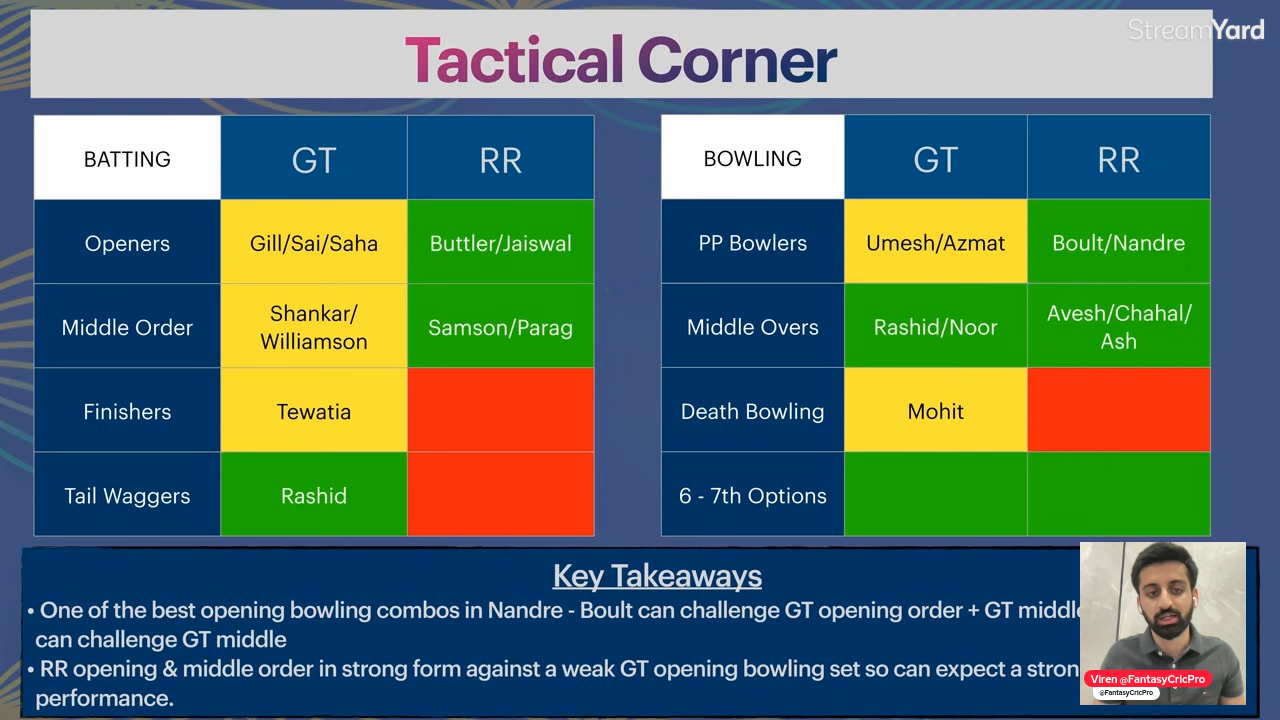 StreamYard
Tactical Corner
BATTING GT RR
Openers Gill/Sai/Saha Buttler/Jaiswal
Middle Order Shankar/
Williamson Samson/Parag
Finishers Tewatia
Tail Waggers Rashid
BOWLING GT RR
PP Bowlers Umesh/Azmat Boult/Nandre
Middle Overs Rashid/Noor Avesh/Chahal/
Ash
Death Bowling Mohit
6 - 7th Options
Key Takeaways
• One of the best opening bowling combos in Nandre - Boult can challenge GT opening order + GT middle
can challenge GT middle
• RR opening & middle order in strong form against a weak GT opening bowling set so can expect a
performance.
Viren @FantasyCricPro
@FantasyCricPro